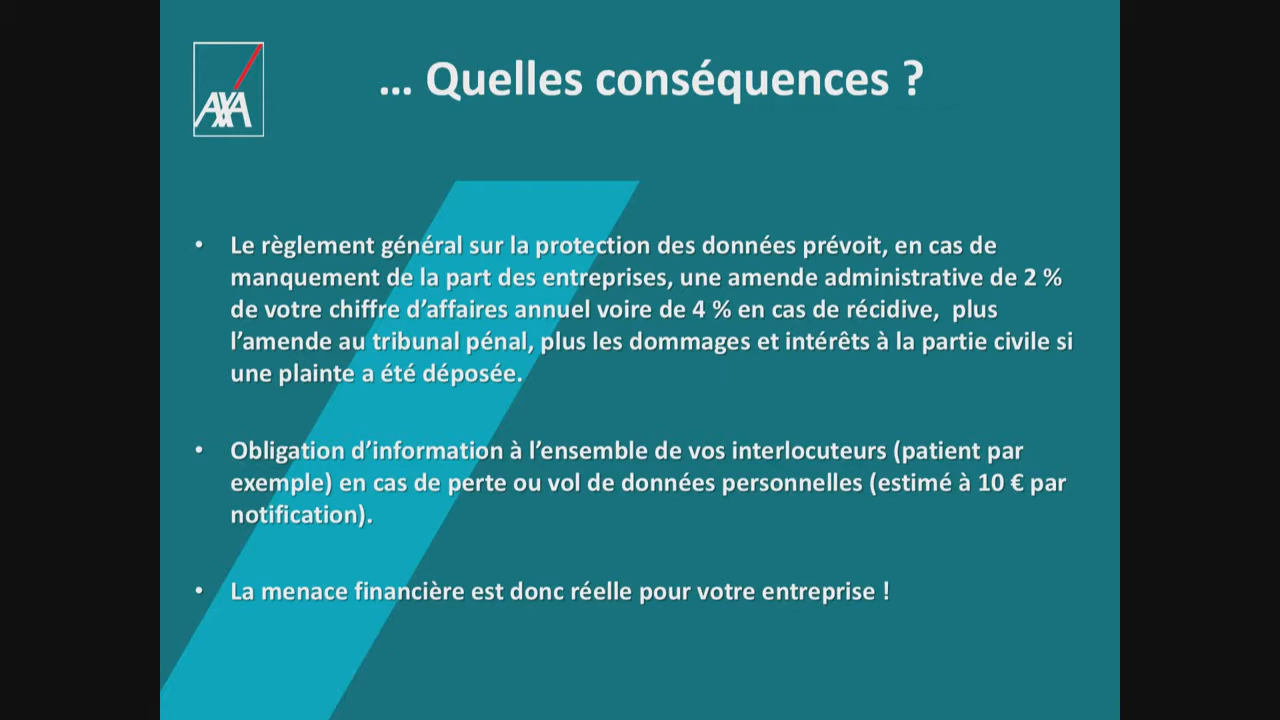 AXA
... Quelles conséquences ?
• Le règlement général sur la protection des données prévoit, en cas de
manquement de la part des entreprises, une amende administrative de 2 %
de votre chiffre d’affaires annuel voire de 4 % en cas de récidive,  plus
l’amende au tribunal pénal, plus les dommages et intérêts à la partie civile si
une plainte a été déposée.
• Obligation d’information à l’ensemble de vos interlocuteurs (patient par
exemple) en cas de perte ou vol de données personnelles (estimé à 10 € par
notification).
• La menace financière est donc réelle pour votre entreprise !